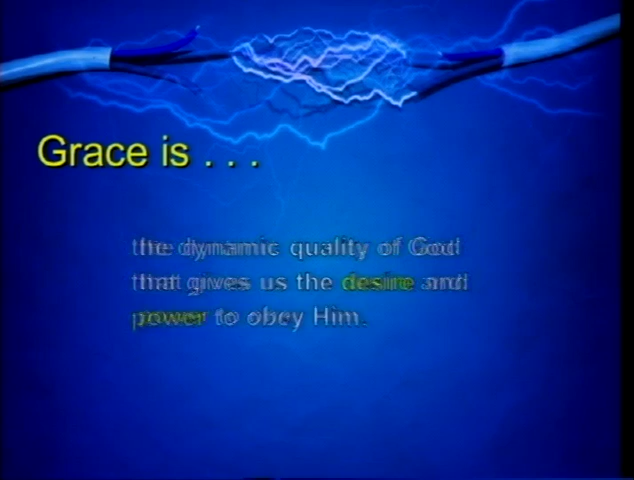 Grace is . . .
the dynamic quality of God
that gives us the desire and
power to obey Him.